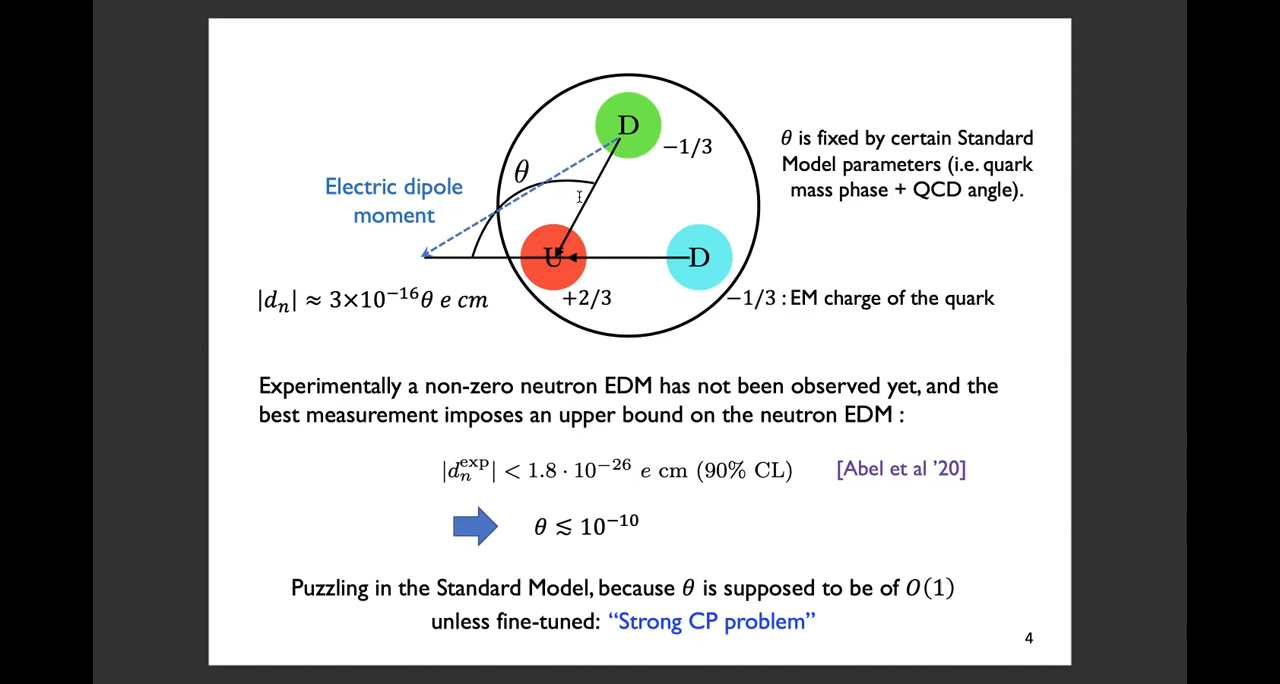 D
−1/3
θ
θ is fixed by certain Standard
Model parameters (i.e. quark
mass phase + QCD angle).
Electric dipole
moment
U
D
+2/3
−1/3 : EM charge of the quark
|dₙ| ≈ 3×10⁻¹⁶θ e cm
Experimentally a non-zero neutron EDM has not been observed yet, and the
best measurement imposes an upper bound on the neutron EDM :
|dₙᵉˣᵖ| < 1.8 · 10⁻²⁶ e cm (90% CL)
[Abel et al ’20]
θ ≲ 10⁻¹⁰
Puzzling in the Standard Model, because θ is supposed to be of O(1)
unless fine-tuned: “Strong CP problem”
4